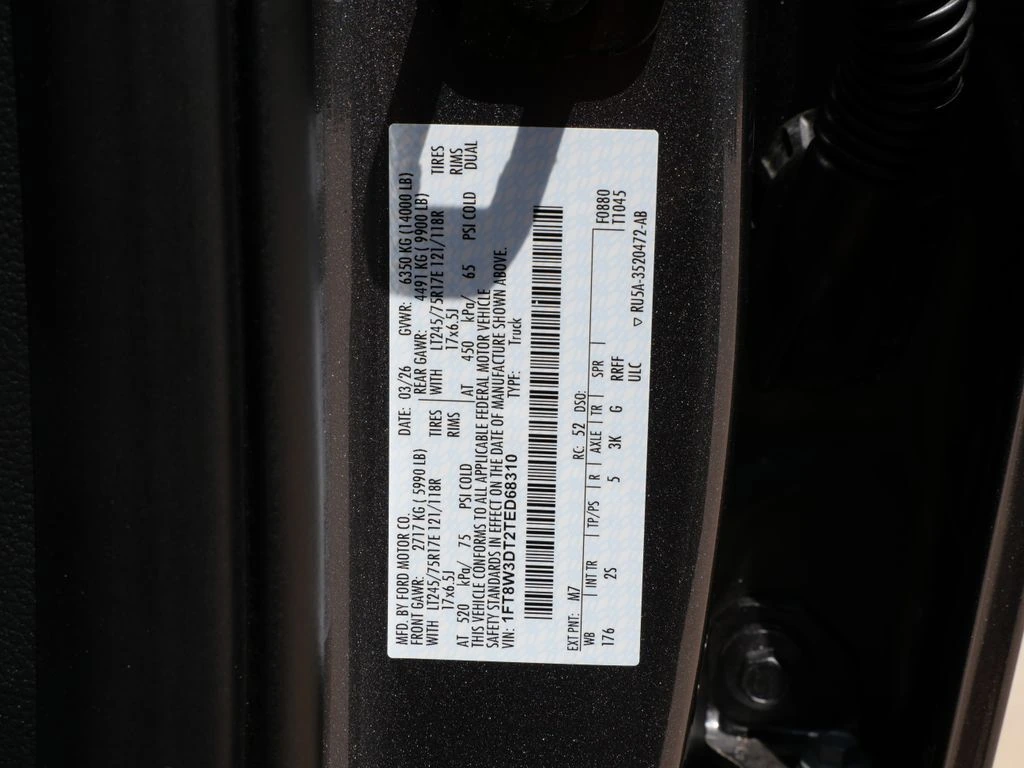 MFD. BY FORD MOTOR CO. DATE: 03/26 GVWR: 6350 KG (14000 LB)
FRONT GAWR: 2717 KG ( 5990 LB) REAR GAWR: 4491 KG ( 9900 LB)
WITH LT245/75R17E 121/118R TIRES WITH LT245/75R17E 121/118R TIRES
17x6.5J RIMS 17x6.5J RIMS
AT 520 kPa/ 75 PSI COLD AT 450 kPa/ 65 PSI COLD DUAL
THIS VEHICLE CONFORMS TO ALL APPLICABLE FEDERAL MOTOR VEHICLE
SAFETY STANDARDS IN EFFECT ON THE DATE OF MANUFACTURE SHOWN ABOVE.
VIN: 1FT8W3DT2TED68310 TYPE: Truck
EXT PNT: M7 RC: 52 DSO: F0880
WB INT TR TP/PS R AXLE TR SPR T1045
176 2S 5 3K G RRFF
ULC ▽ RU5A-3520472-AB